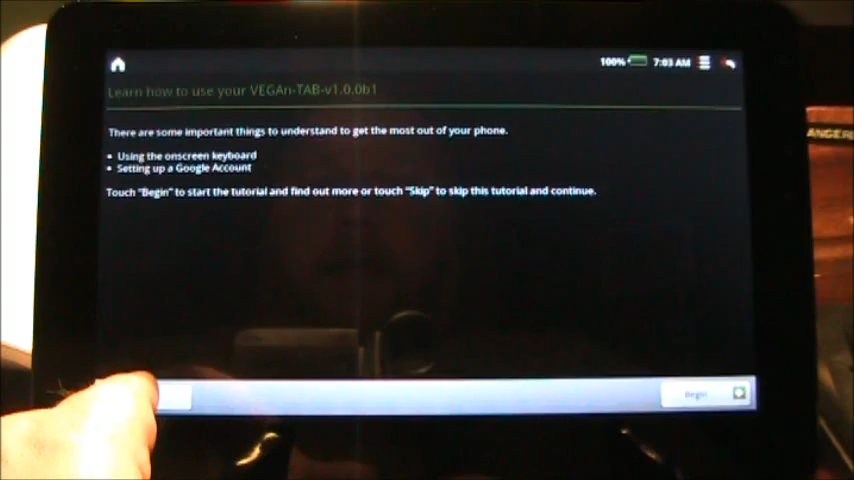 100% 7:03 AM
Learn how to use your VEGAn-TAB-v1.0.0b1
There are some important things to understand to get the most out of your phone.
• Using the onscreen keyboard
• Setting up a Google Account
Touch "Begin" to start the tutorial and find out more or touch "Skip" to skip this tutorial and continue.
Begin